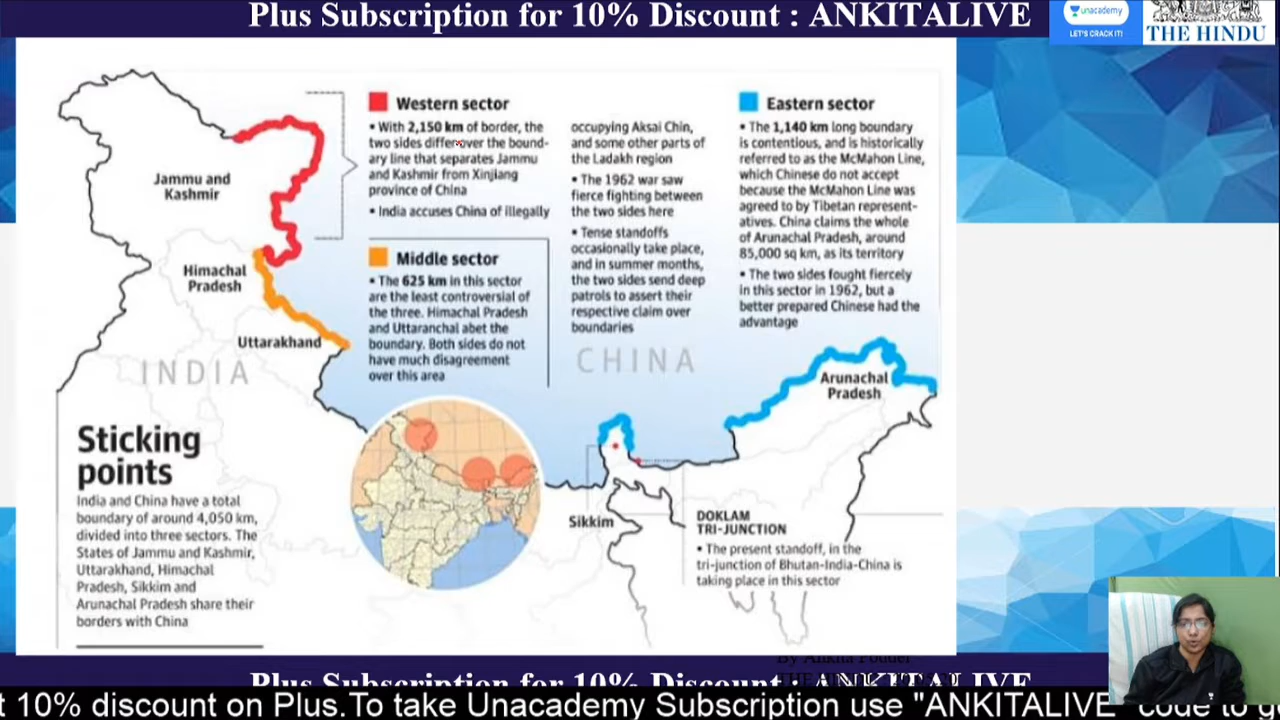 Plus Subscription for 10% Discount : ANKITALIVE
unacademy
LET'S CRACK IT!
THE HINDU
Western sector
• With 2,150 km of border, the
two sides differ over the bound-
ary line that separates Jammu
and Kashmir from Xinjiang
province of China
• India accuses China of illegally
occupying Aksai Chin,
and some other parts of
the Ladakh region
• The 1962 war saw
fierce fighting between
the two sides here
• Tense standoffs
occasionally take place,
and in summer months,
the two sides send deep
patrols to assert their
respective claim over
boundaries
Eastern sector
• The 1,140 km long boundary
is contentious, and is historically
referred to as the McMahon Line,
which Chinese do not accept
because the McMahon Line was
agreed to by Tibetan represent-
atives. China claims the whole
of Arunachal Pradesh, around
85,000 sq km, as its territory
• The two sides fought fiercely
in this sector in 1962, but a
better prepared Chinese had the
advantage
Middle sector
• The 625 km in this sector
are the least controversial of
the three. Himachal Pradesh
and Uttaranchal abet the
boundary. Both sides do not
have much disagreement
over this area
Jammu and
Kashmir
Himachal
Pradesh
Uttarakhand
INDIA
CHINA
Arunachal
Pradesh
Sikkim
Sticking
points
India and China have a total
boundary of around 4,050 km,
divided into three sectors. The
States of Jammu and Kashmir,
Uttarakhand, Himachal
Pradesh, Sikkim and
Arunachal Pradesh share their
borders with China
DOKLAM
TRI-JUNCTION
• The present standoff, in the
tri-junction of Bhutan-India-China is
taking place in this sector
By Ankita Podder
Plus Subscription for 10% Discount : ANKITALIVE
t 10% discount on Plus.To take Unacademy Subscription use "ANKITALIVE" code to g